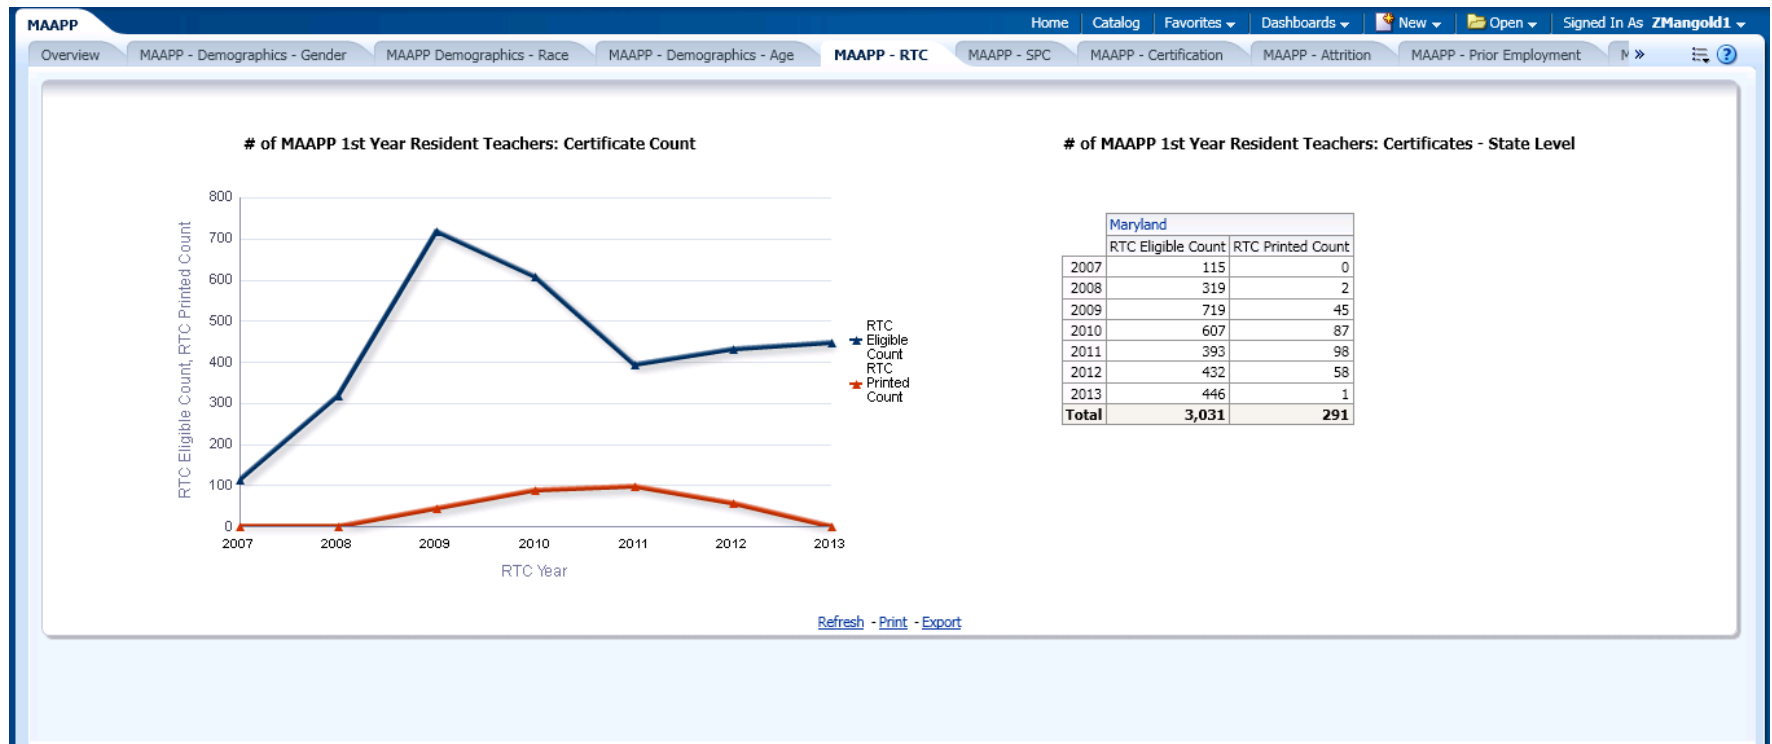 MAAPP
Home Catalog Favorites Dashboards New Open Signed In As ZMangold1
Overview MAAPP - Demographics - Gender MAAPP Demographics - Race MAAPP - Demographics - Age MAAPP - RTC MAAPP - SPC MAAPP - Certification MAAPP - Attrition MAAPP - Prior Employment » ?
# of MAAPP 1st Year Resident Teachers: Certificate Count
800
700
600
500
400
300
200
100
0
RTC Eligible Count, RTC Printed Count
2007 2008 2009 2010 2011 2012 2013
RTC Year
RTC
Eligible
Count
RTC
Printed
Count
# of MAAPP 1st Year Resident Teachers: Certificates - State Level
Maryland
RTC Eligible Count RTC Printed Count
2007 115 0
2008 319 2
2009 719 45
2010 607 87
2011 393 98
2012 432 58
2013 446 1
Total 3,031 291
Refresh - Print - Export